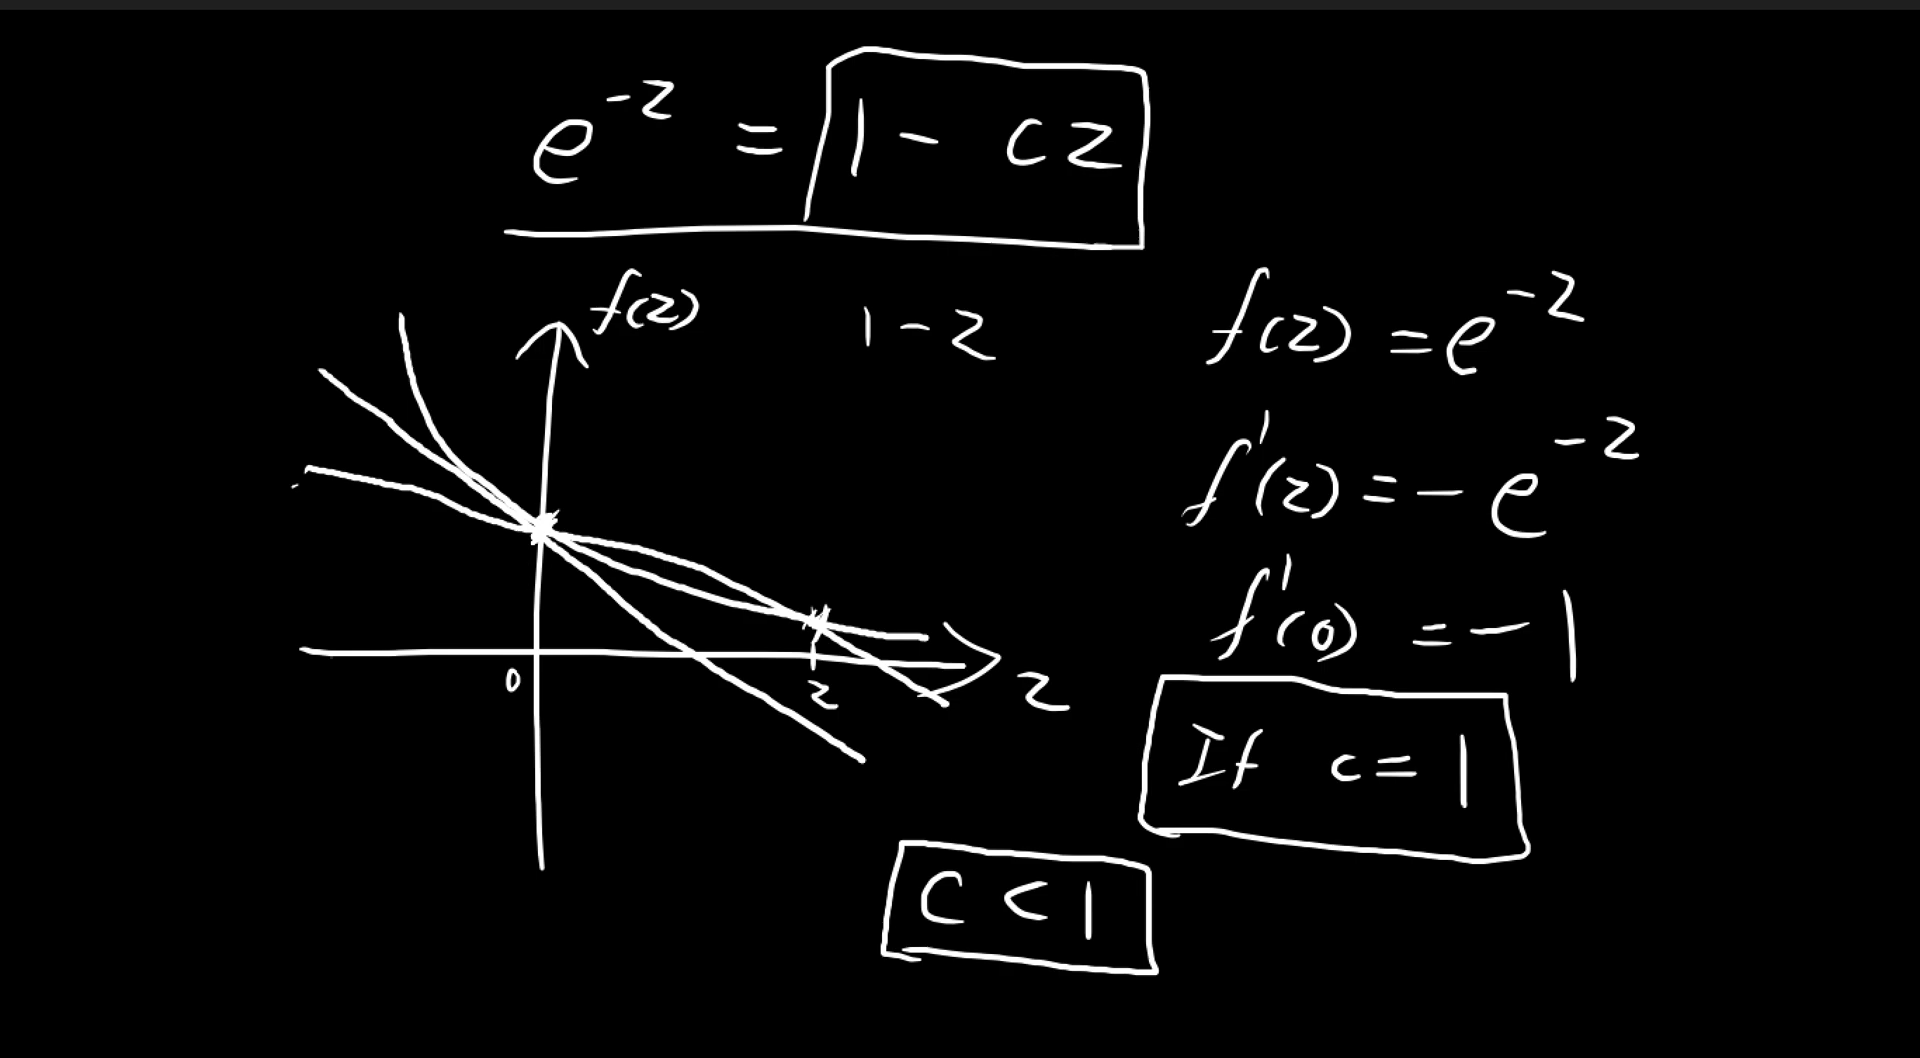 e^{-z} = 1 - cz
f(z)
1 - z
f(z) = e^{-z}
f'(z) = - e^{-z}
f'(0) = - 1
0
z
z
If c = 1
C < 1